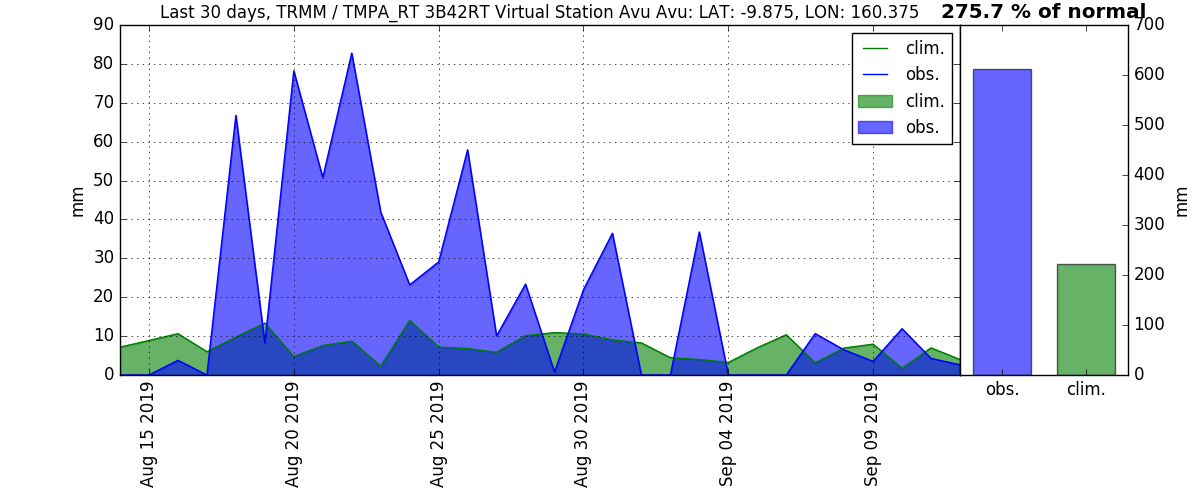 Last 30 days, TRMM / TMPA_RT 3B42RT Virtual Station Avu Avu: LAT: -9.875, LON: 160.375
275.7 % of normal
90
80
70
60
50
40
30
20
10
0
mm
Aug 15 2019
Aug 20 2019
Aug 25 2019
Aug 30 2019
Sep 04 2019
Sep 09 2019
clim.
obs.
clim.
obs.
700
600
500
400
300
200
100
0
mm
obs.
clim.